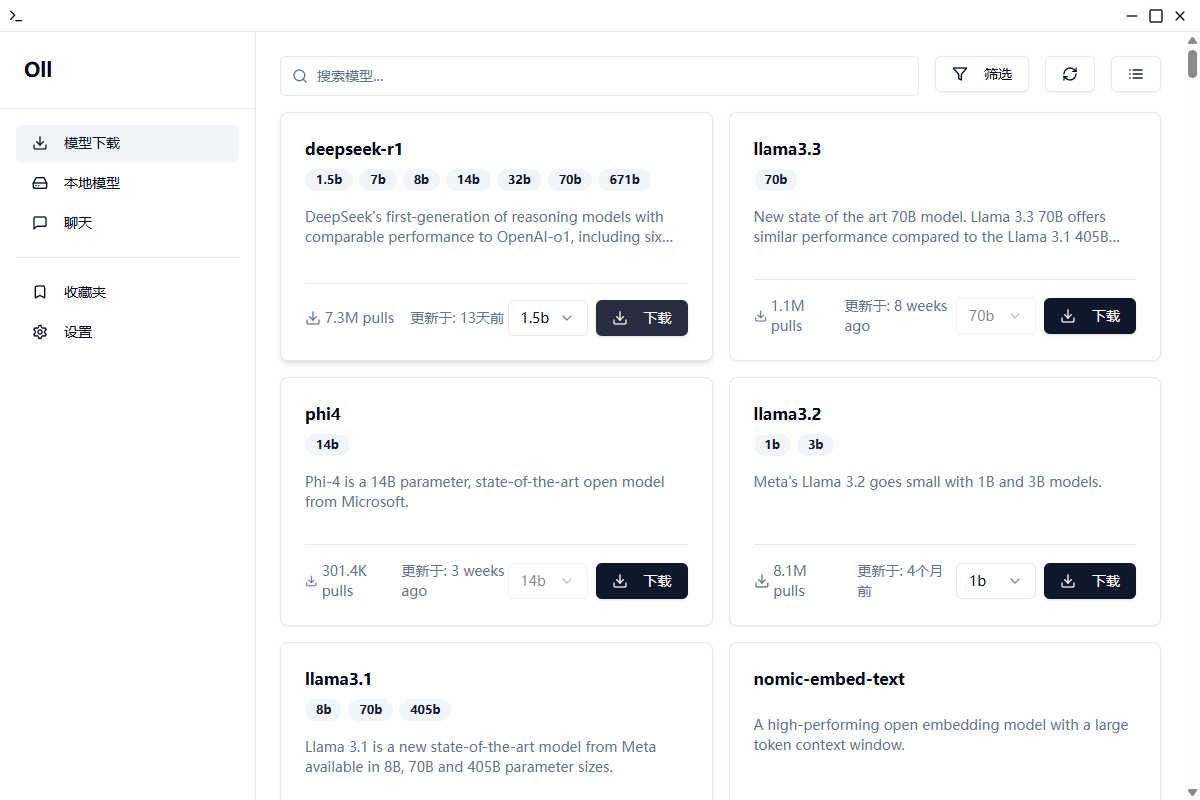 Oll
模型下载
本地模型
聊天
收藏夹
设置
搜索模型...
筛选
deepseek-r1
1.5b 7b 8b 14b 32b 70b 671b
DeepSeek's first-generation of reasoning models with
comparable performance to OpenAI-o1, including six...
7.3M pulls 更新于: 13天前 1.5b 下载
llama3.3
70b
New state of the art 70B model. Llama 3.3 70B offers
similar performance compared to the Llama 3.1 405B...
1.1M
pulls
更新于: 8 weeks
ago
70b 下载
phi4
14b
Phi-4 is a 14B parameter, state-of-the-art open model
from Microsoft.
301.4K
pulls
更新于: 3 weeks
ago
14b 下载
llama3.2
1b 3b
Meta's Llama 3.2 goes small with 1B and 3B models.
8.1M
pulls
更新于: 4个月
前
1b 下载
llama3.1
8b 70b 405b
Llama 3.1 is a new state-of-the-art model from Meta
available in 8B, 70B and 405B parameter sizes.
nomic-embed-text
A high-performing open embedding model with a large
token context window.